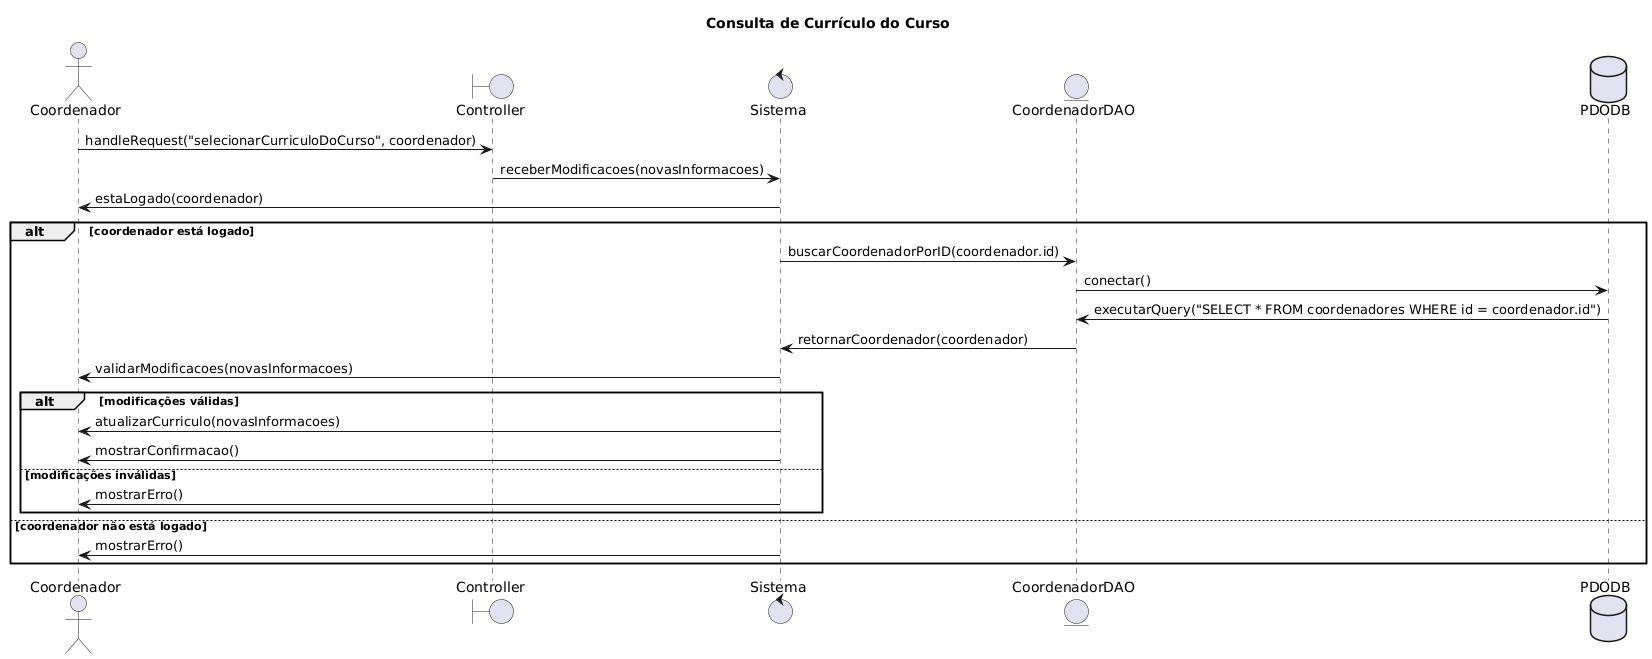 Consulta de Currículo do Curso
Coordenador
Controller
Sistema
CoordenadorDAO
PDODB
handleRequest("selecionarCurriculoDoCurso", coordenador)
receberModificacoes(novasInformacoes)
estaLogado(coordenador)
alt [coordenador está logado]
buscarCoordenadorPorID(coordenador.id)
conectar()
executarQuery("SELECT * FROM coordenadores WHERE id = coordenador.id")
retornarCoordenador(coordenador)
validarModificacoes(novasInformacoes)
alt [modificações válidas]
atualizarCurriculo(novasInformacoes)
mostrarConfirmacao()
[modificações inválidas]
mostrarErro()
[coordenador não está logado]
mostrarErro()
Coordenador
Controller
Sistema
CoordenadorDAO
PDODB